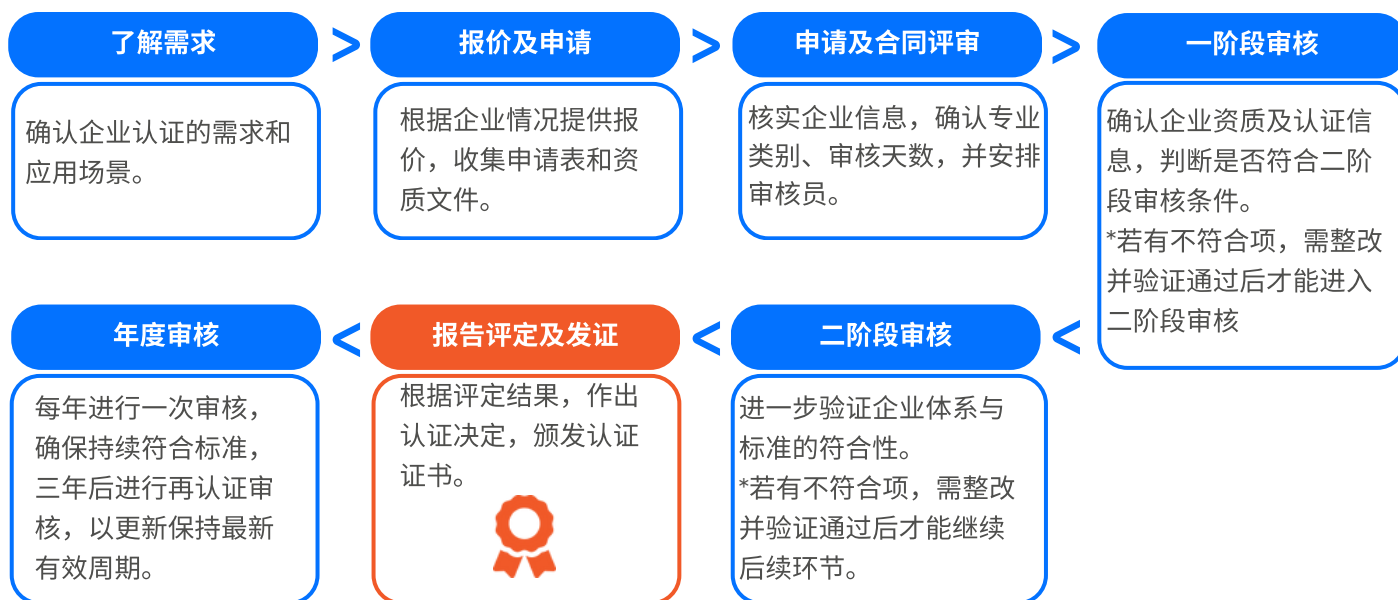 了解需求
确认企业认证的需求和
应用场景。
>
报价及申请
根据企业情况提供报
价，收集申请表和资
质文件。
>
申请及合同评审
核实企业信息，确认专业
类别、审核天数，并安排
审核员。
>
一阶段审核
确认企业资质及认证信
息，判断是否符合二阶
段审核条件。
*若有不符合项，需整改
并验证通过后才能进入
二阶段审核
<
二阶段审核
进一步验证企业体系与
标准的符合性。
*若有不符合项，需整改
并验证通过后才能继续
后续环节。
<
报告评定及发证
根据评定结果，作出
认证决定，颁发认证
证书。
<
年度审核
每年进行一次审核，
确保持续符合标准，
三年后进行再认证审
核，以更新保持最新
有效周期。